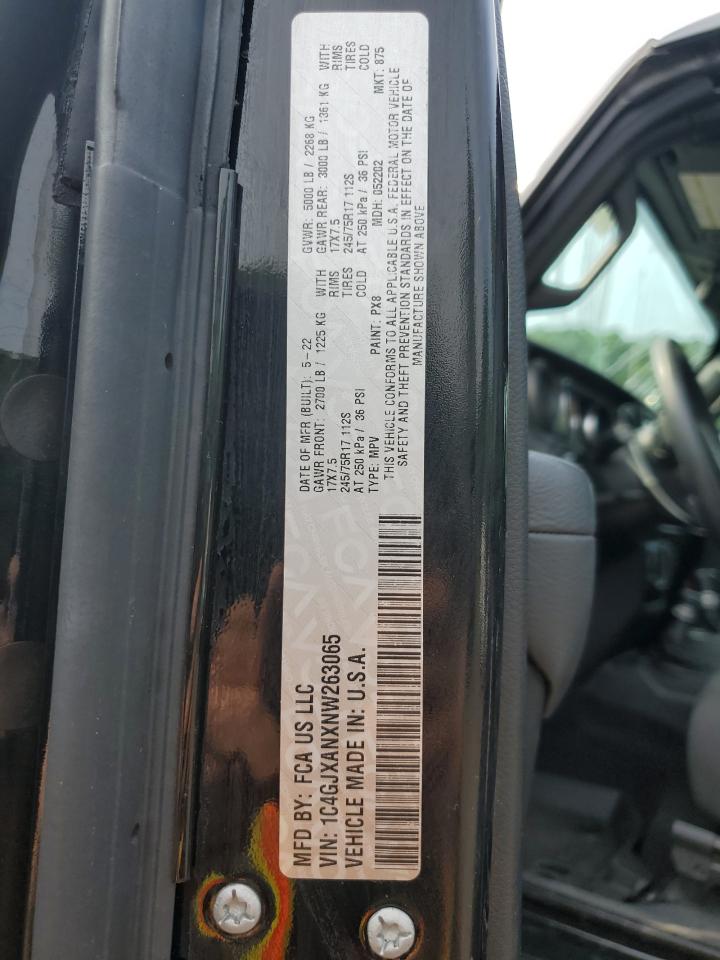 MFD BY: FCA US LLC
VIN: 1C4GJXANXNW263065
VEHICLE MADE IN: U.S.A.
DATE OF MFR (BUILT): 5-22 GVWR: 5000 LB / 2268 KG
GAWR FRONT: 2700 LB / 1225 KG WITH GAWR REAR: 3000 LB / 1361 KG WITH
17X7.5 RIMS 17X7.5 RIMS
245/75R17 112S TIRES 245/75R17 112S TIRES
AT 250 kPa / 36 PSI COLD AT 250 kPa / 36 PSI COLD
TYPE: MPV PAINT: PX8 MDH: 052202 MKT: 875
THIS VEHICLE CONFORMS TO ALL APPLICABLE U.S.A. FEDERAL MOTOR VEHICLE
SAFETY AND THEFT PREVENTION STANDARDS IN EFFECT ON THE DATE OF
MANUFACTURE SHOWN ABOVE